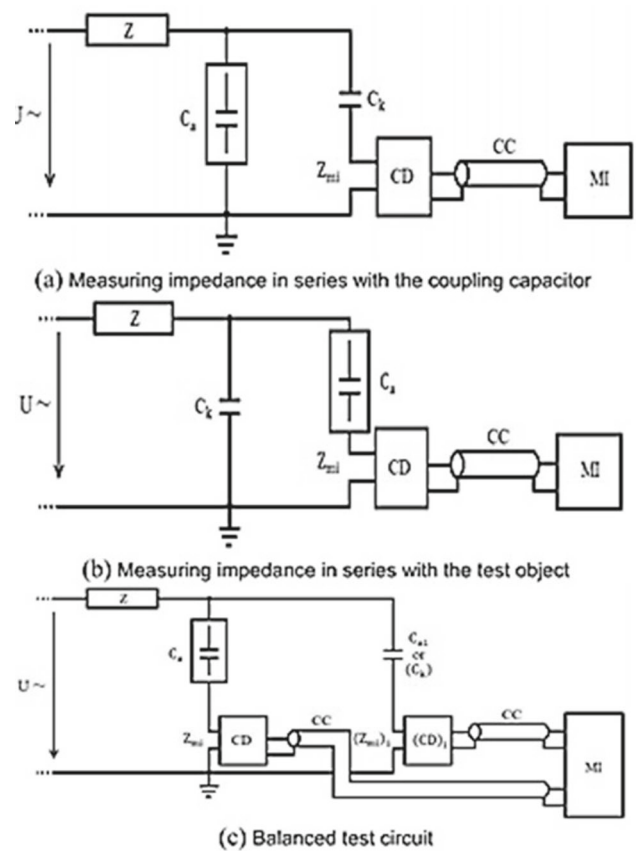 Z
U~
Ca
Ck
Zmi
CD
CC
MI
(a) Measuring impedance in series with the coupling capacitor
Z
U~
Ck
Ca
Zmi
CD
CC
MI
(b) Measuring impedance in series with the test object
Z
U~
Ca
Ca1
or
(Ck)
Zmi
CD
CC
(Zmi)1
(CD)1
CC
MI
(c) Balanced test circuit